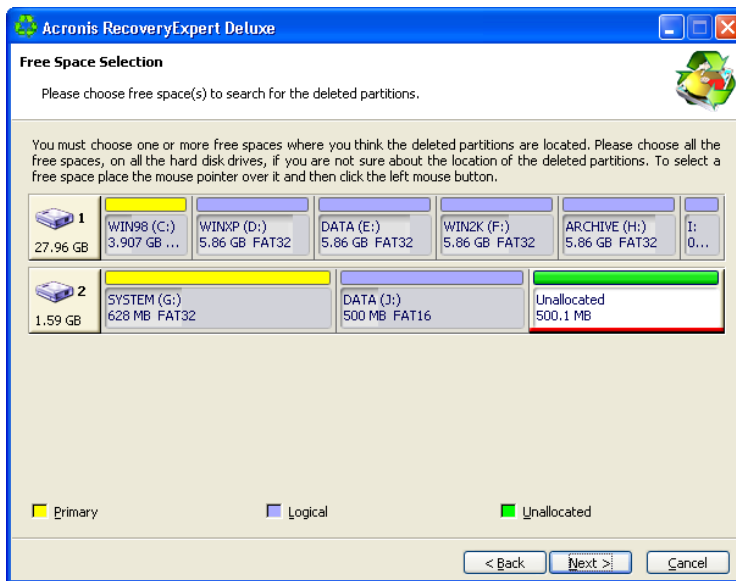 Acronis RecoveryExpert Deluxe
Free Space Selection
Please choose free space(s) to search for the deleted partitions.
You must choose one or more free spaces where you think the deleted partitions are located. Please choose all the
free spaces, on all the hard disk drives, if you are not sure about the location of the deleted partitions. To select a
free space place the mouse pointer over it and then click the left mouse button.
1
27.96 GB
WIN98 (C:)
3.907 GB ...
WINXP (D:)
5.86 GB FAT32
DATA (E:)
5.86 GB FAT32
WIN2K (F:)
5.86 GB FAT32
ARCHIVE (H:)
5.86 GB FAT32
I:
0...
2
1.59 GB
SYSTEM (G:)
628 MB FAT32
DATA (J:)
500 MB FAT16
Unallocated
500.1 MB
Primary
Logical
Unallocated
< Back
Next >
Cancel